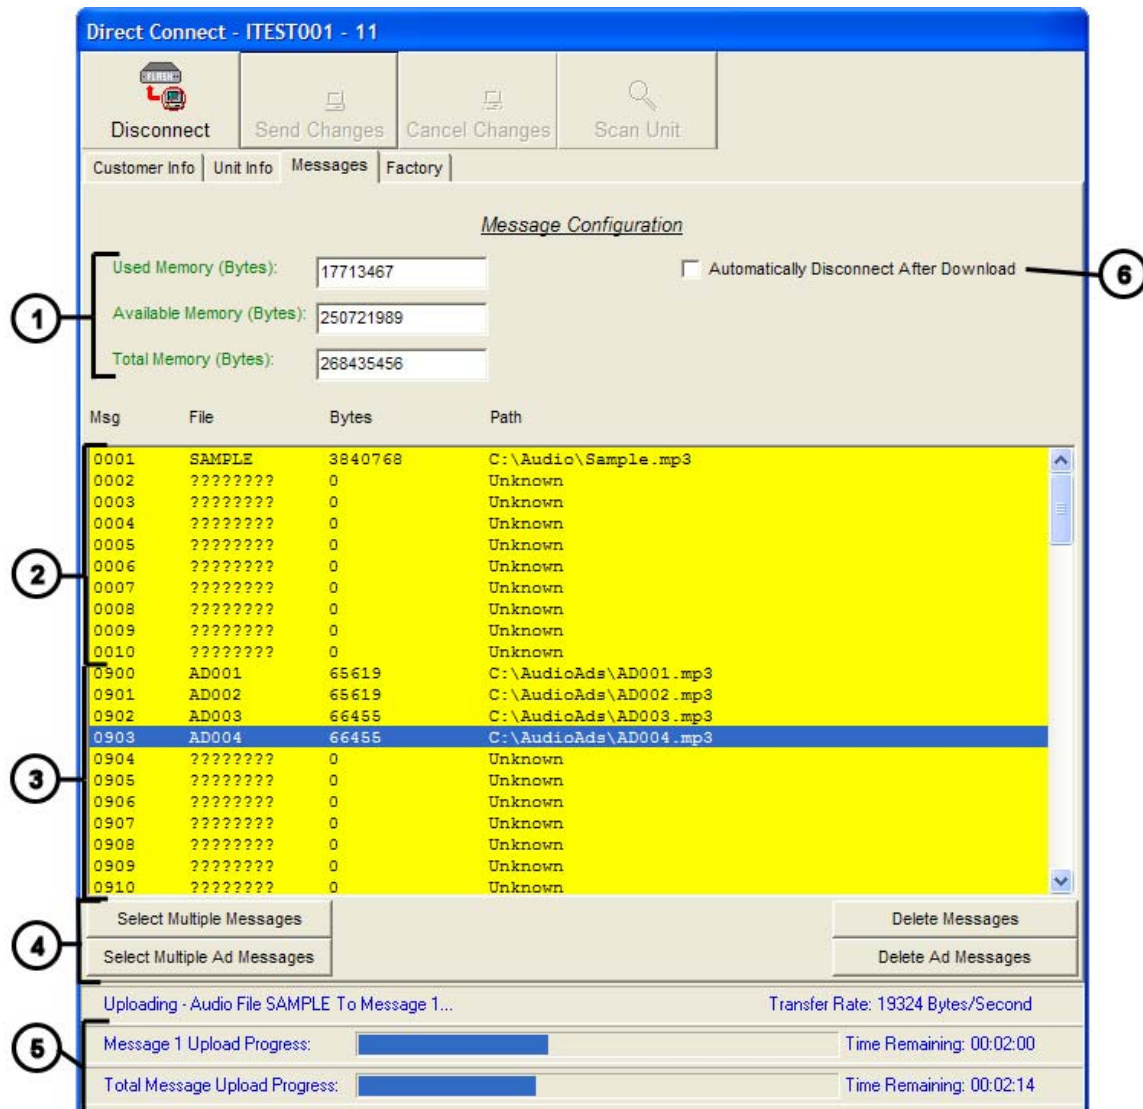 Direct Connect - ITEST001 - 11
FLASH
Disconnect Send Changes Cancel Changes Scan Unit
Customer Info Unit Info Messages Factory
Message Configuration
Used Memory (Bytes): 17713467 Automatically Disconnect After Download 6
1 Available Memory (Bytes): 250721989
Total Memory (Bytes): 268435456
Msg File Bytes Path
0001 SAMPLE 3840768 C:\Audio\Sample.mp3
0002 ???????? 0 Unknown
0003 ???????? 0 Unknown
0004 ???????? 0 Unknown
0005 ???????? 0 Unknown
2 0006 ???????? 0 Unknown
0007 ???????? 0 Unknown
0008 ???????? 0 Unknown
0009 ???????? 0 Unknown
0010 ???????? 0 Unknown
0900 AD001 65619 C:\AudioAds\AD001.mp3
0901 AD002 65619 C:\AudioAds\AD002.mp3
0902 AD003 66455 C:\AudioAds\AD003.mp3
0903 AD004 66455 C:\AudioAds\AD004.mp3
0904 ???????? 0 Unknown
3 0905 ???????? 0 Unknown
0906 ???????? 0 Unknown
0907 ???????? 0 Unknown
0908 ???????? 0 Unknown
0909 ???????? 0 Unknown
0910 ???????? 0 Unknown
Select Multiple Messages Delete Messages
4 Select Multiple Ad Messages Delete Ad Messages
Uploading - Audio File SAMPLE To Message 1... Transfer Rate: 19324 Bytes/Second
5 Message 1 Upload Progress: Time Remaining: 00:02:00
Total Message Upload Progress: Time Remaining: 00:02:14